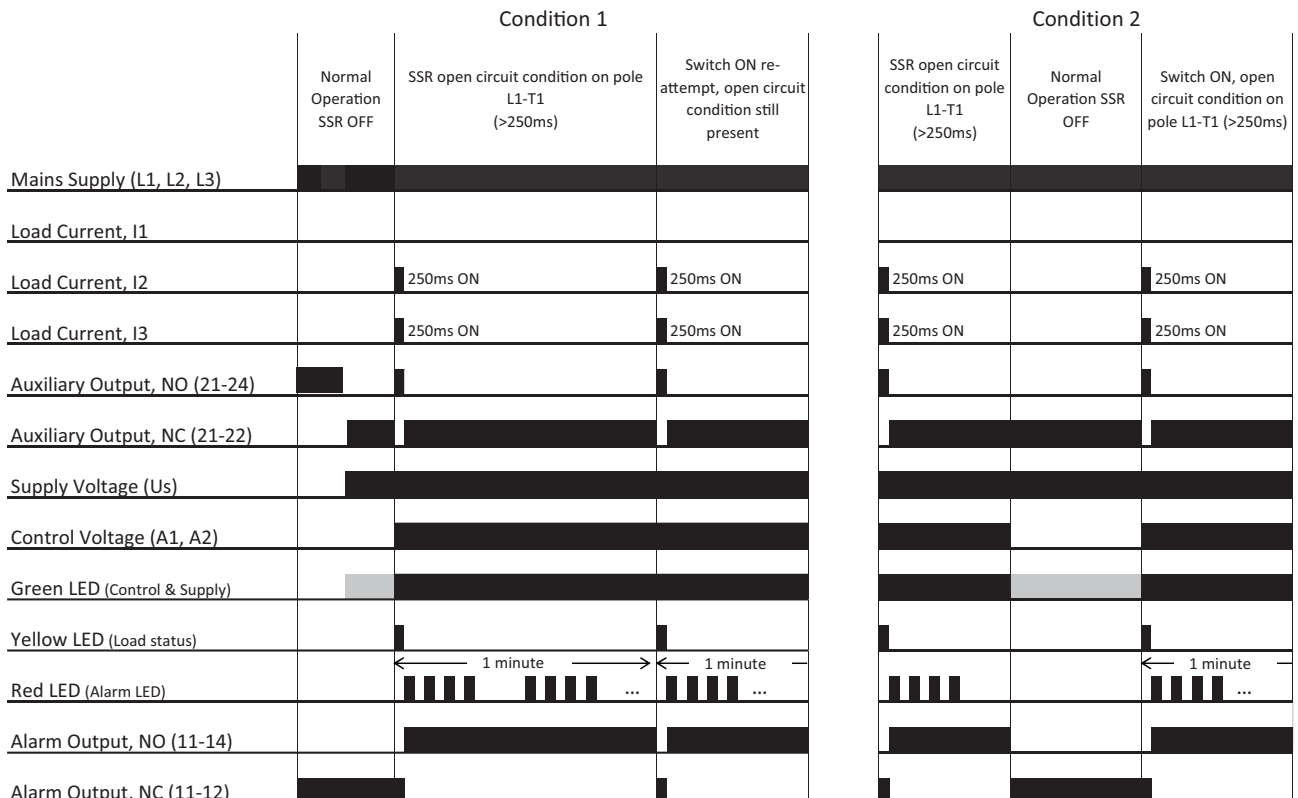 Condition 1
Condition 2
Normal
Operation
SSR OFF
SSR open circuit condition on pole
L1-T1
(>250ms)
Switch ON re-
attempt, open circuit
condition still
present
SSR open circuit
condition on pole
L1-T1
(>250ms)
Normal
Operation SSR
OFF
Switch ON, open
circuit condition on
pole L1-T1 (>250ms)
Mains Supply (L1, L2, L3)
Load Current, I1
Load Current, I2
250ms ON
250ms ON
250ms ON
250ms ON
Load Current, I3
250ms ON
250ms ON
250ms ON
250ms ON
Auxiliary Output, NO (21-24)
Auxiliary Output, NC (21-22)
Supply Voltage (Us)
Control Voltage (A1, A2)
Green LED (Control & Supply)
Yellow LED (Load status)
1 minute
1 minute
1 minute
Red LED (Alarm LED)
...
...
...
Alarm Output, NO (11-14)
Alarm Output, NC (11-12)